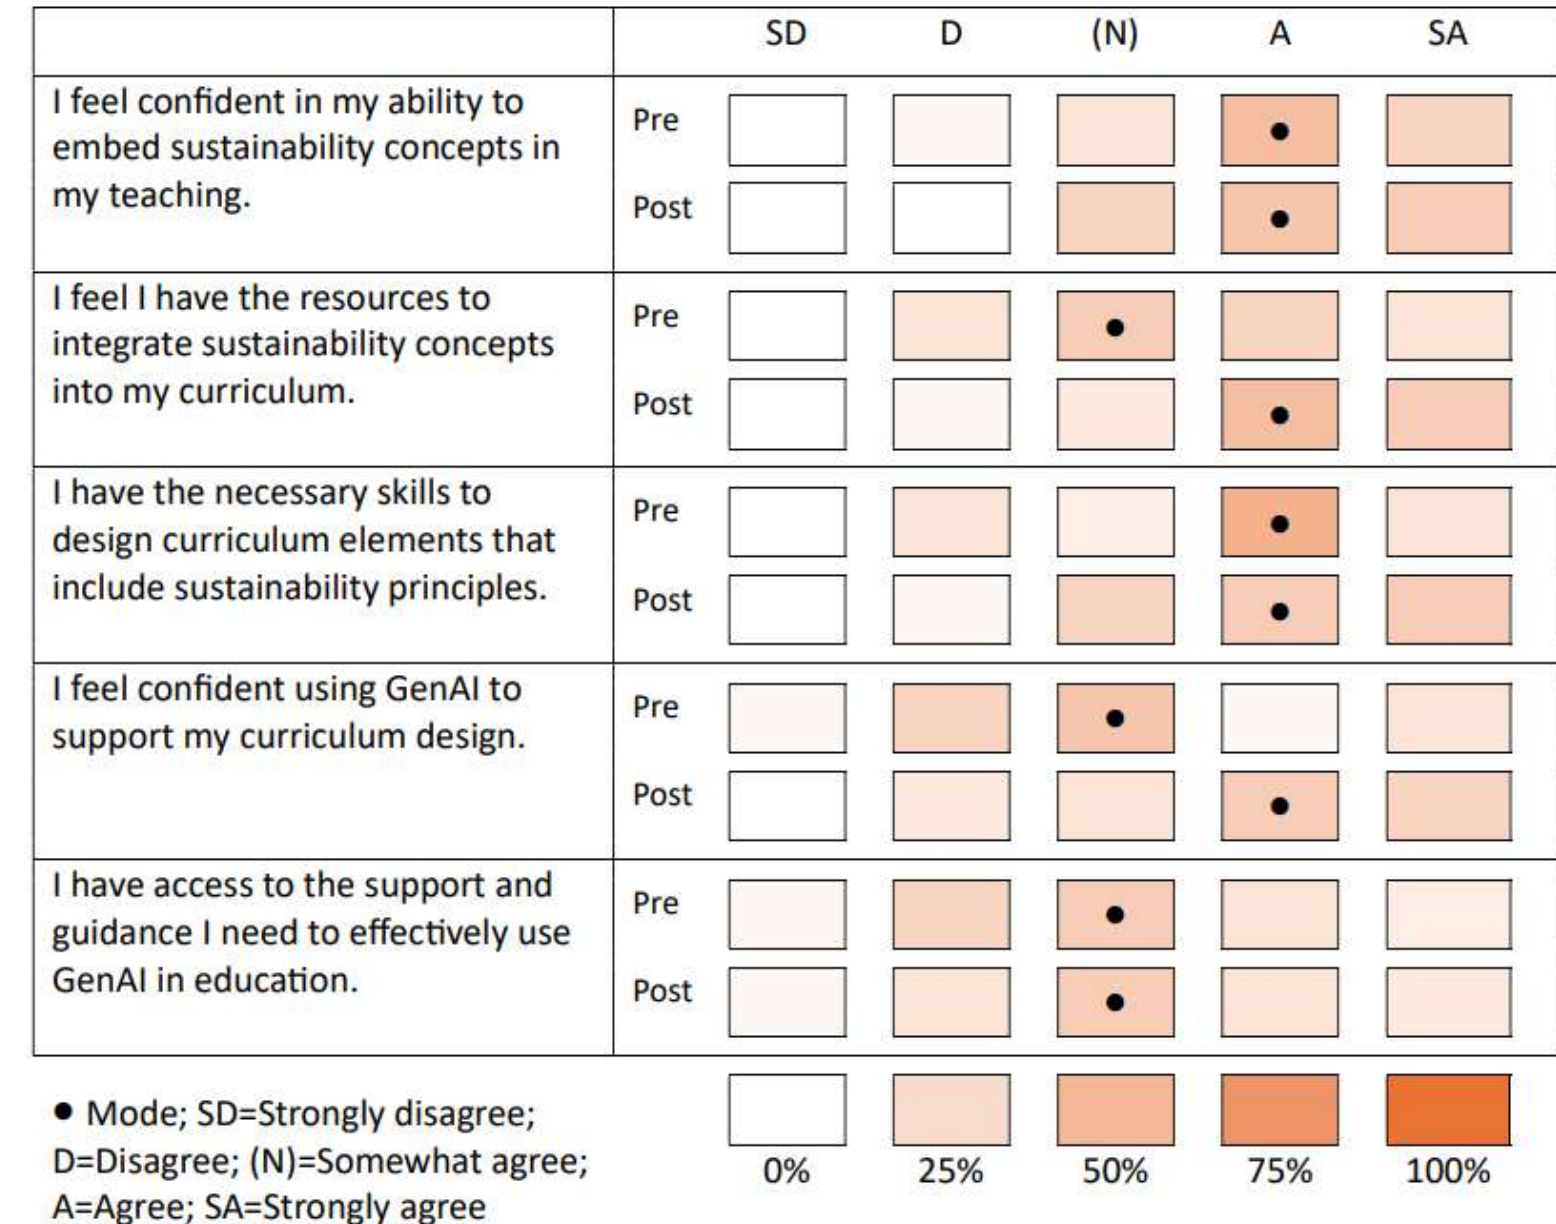 SD D (N) A SA
I feel confident in my ability to
embed sustainability concepts in
my teaching.
Pre
Post
I feel I have the resources to
integrate sustainability concepts
into my curriculum.
Pre
Post
I have the necessary skills to
design curriculum elements that
include sustainability principles.
Pre
Post
I feel confident using GenAI to
support my curriculum design.
Pre
Post
I have access to the support and
guidance I need to effectively use
GenAI in education.
Pre
Post
● Mode; SD=Strongly disagree;
D=Disagree; (N)=Somewhat agree;
A=Agree; SA=Strongly agree
0% 25% 50% 75% 100%